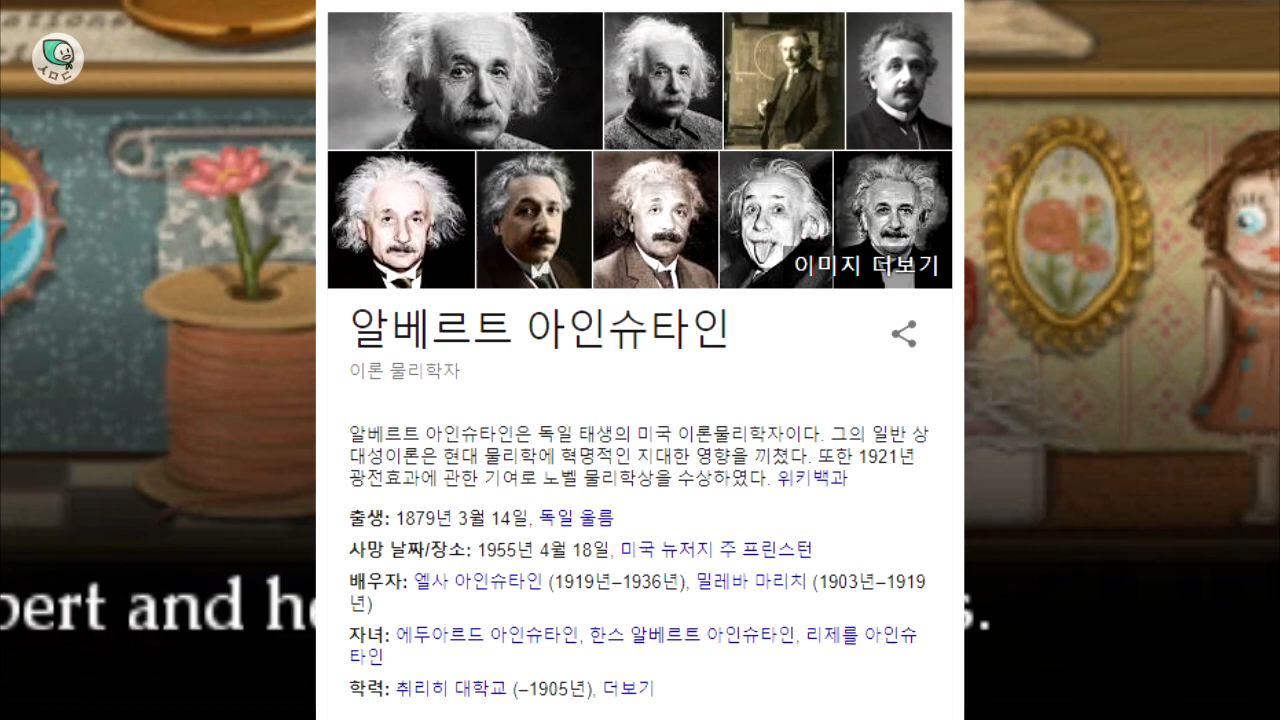 ㅅㅁㄷ
이미지 더보기
알베르트 아인슈타인
이론 물리학자
알베르트 아인슈타인은 독일 태생의 미국 이론물리학자이다. 그의 일반 상
대성이론은 현대 물리학에 혁명적인 지대한 영향을 끼쳤다. 또한 1921년
광전효과에 관한 기여로 노벨 물리학상을 수상하였다. 위키백과
출생: 1879년 3월 14일, 독일 울름
사망 날짜/장소: 1955년 4월 18일, 미국 뉴저지 주 프린스턴
배우자: 엘사 아인슈타인 (1919년–1936년), 밀레바 마리치 (1903년–1919
년)
pert and he
s.
자녀: 에두아르드 아인슈타인, 한스 알베르트 아인슈타인, 리제를 아인슈
타인
학력: 취리히 대학교 (–1905년), 더보기